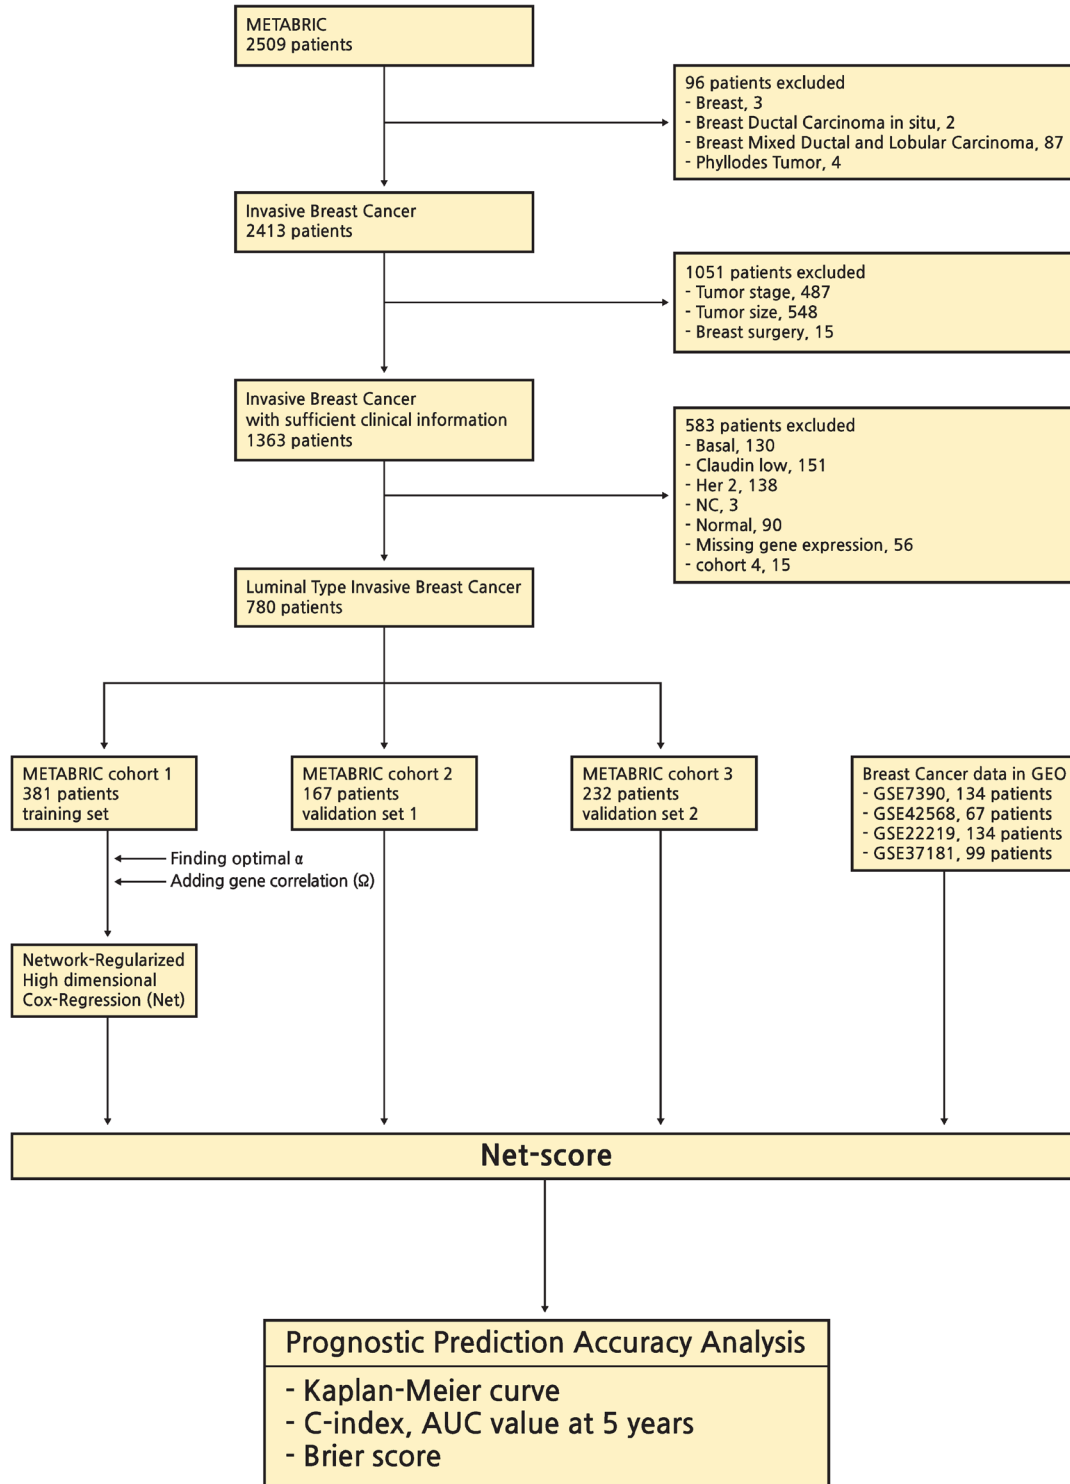 METABRIC
2509 patients
96 patients excluded
- Breast, 3
- Breast Ductal Carcinoma in situ, 2
- Breast Mixed Ductal and Lobular Carcinoma, 87
- Phyllodes Tumor, 4
Invasive Breast Cancer
2413 patients
1051 patients excluded
- Tumor stage, 487
- Tumor size, 548
- Breast surgery, 15
Invasive Breast Cancer
with sufficient clinical information
1363 patients
583 patients excluded
- Basal, 130
- Claudin low, 151
- Her 2, 138
- NC, 3
- Normal, 90
- Missing gene expression, 56
- cohort 4, 15
Luminal Type Invasive Breast Cancer
780 patients
METABRIC cohort 1
381 patients
training set
METABRIC cohort 2
167 patients
validation set 1
METABRIC cohort 3
232 patients
validation set 2
Breast Cancer data in GEO
- GSE7390, 134 patients
- GSE42568, 67 patients
- GSE22219, 134 patients
- GSE37181, 99 patients
Finding optimal α
Adding gene correlation (Ω)
Network-Regularized
High dimensional
Cox-Regression (Net)
Net-score
Prognostic Prediction Accuracy Analysis
- Kaplan-Meier curve
- C-index, AUC value at 5 years
- Brier score